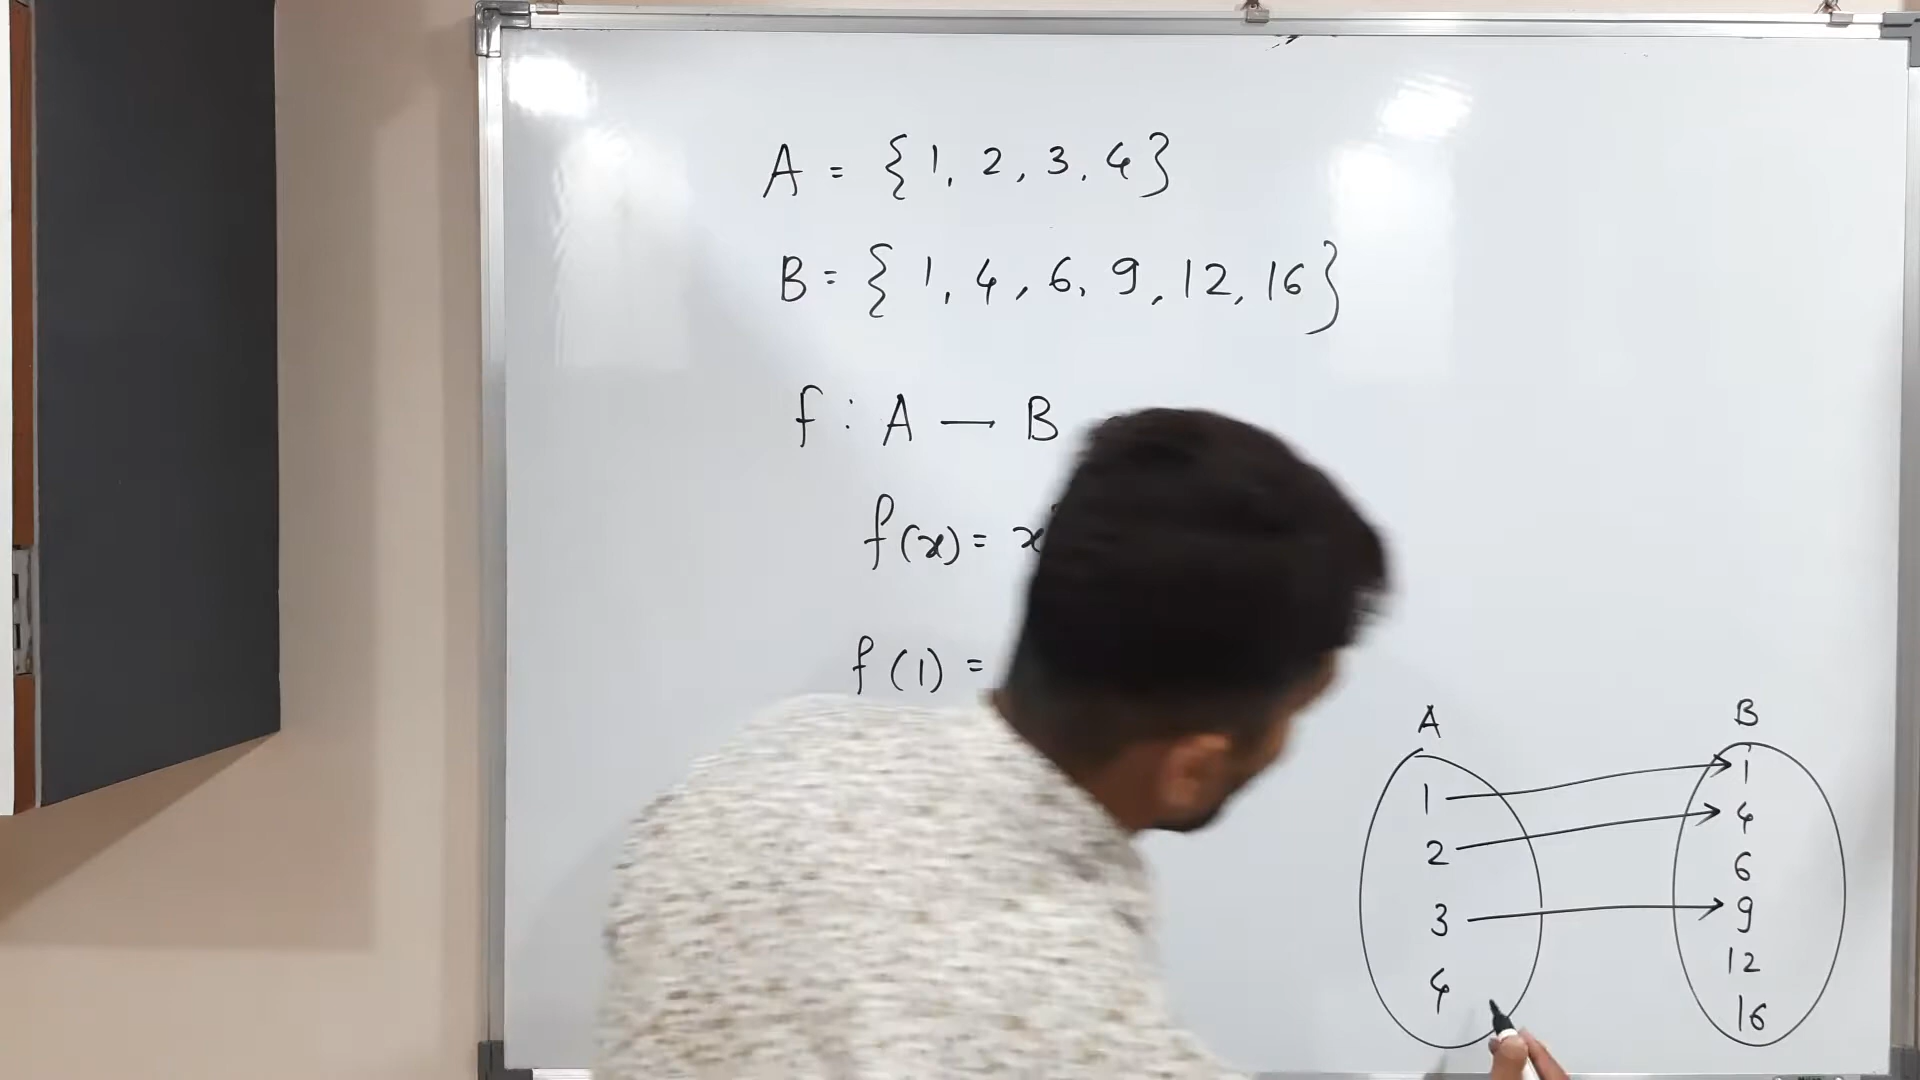 A = { 1, 2, 3, 4 }
B = { 1, 4, 6, 9, 12, 16 }
f : A — B
f(x) = x
f(1) =
A B
1 1
2 4
6
3 9
12
4 16